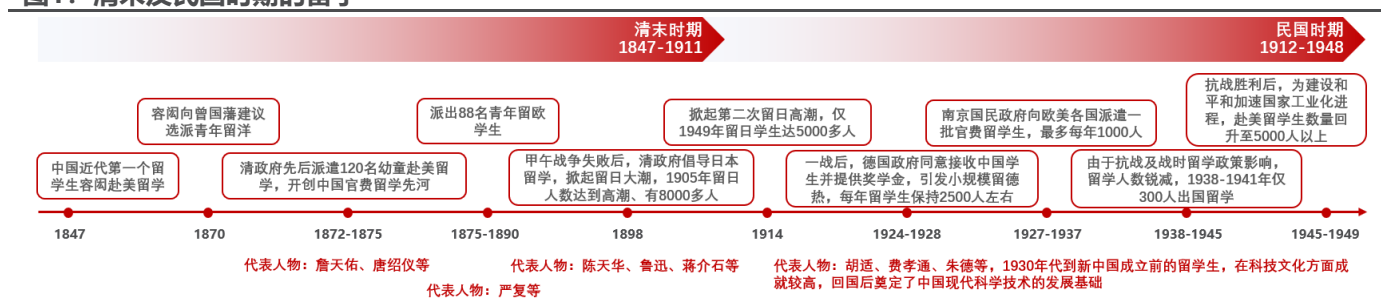 图1：清末及民国时期的留学
清末时期
1847-1911
民国时期
1912-1948
容闳向曾国藩建议
选派青年留洋
派出88名青年留欧
学生
掀起第二次留日高潮，仅
1949年留日学生达5000多人
南京国民政府向欧美各国派遣一
批官费留学生，最多每年1000人
抗战胜利后，为建设和
平和加速国家工业化进
程，赴美留学生数量回
升至5000人以上
中国近代第一个留
学生容闳赴美留学
清政府先后派遣120名幼童赴美留
学，开创中国官费留学先河
甲午战争失败后，清政府倡导日本
留学，掀起留日大潮，1905年留日
人数达到高潮、有8000多人
一战后，德国政府同意接收中国学
生并提供奖学金，引发小规模留德
热，每年留学生保持2500人左右
由于抗战及战时留学政策影响，
留学人数锐减，1938-1941年仅
300人出国留学
1847
1870
1872-1875
1875-1890
1898
1914
1924-1928
1927-1937
1938-1945
1945-1949
代表人物：詹天佑、唐绍仪等
代表人物：严复等
代表人物：陈天华、鲁迅、蒋介石等
代表人物：胡适、费孝通、朱德等，1930年代到新中国成立前的留学生，在科技文化方面成
就较高，回国后奠定了中国现代科学技术的发展基础